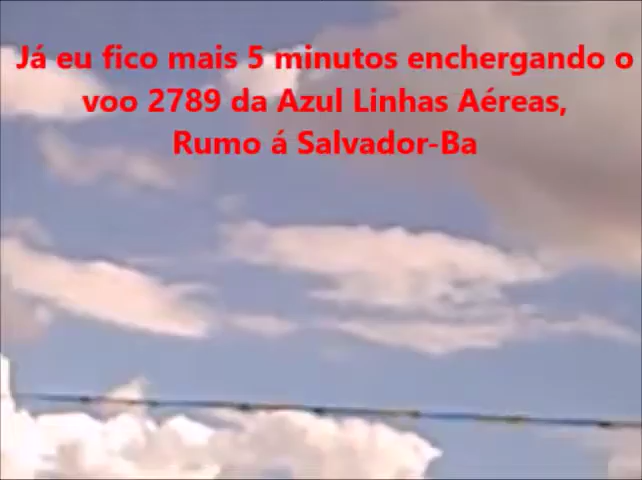 Já eu fico mais 5 minutos enchergando o
voo 2789 da Azul Linhas Aéreas,
Rumo á Salvador-Ba